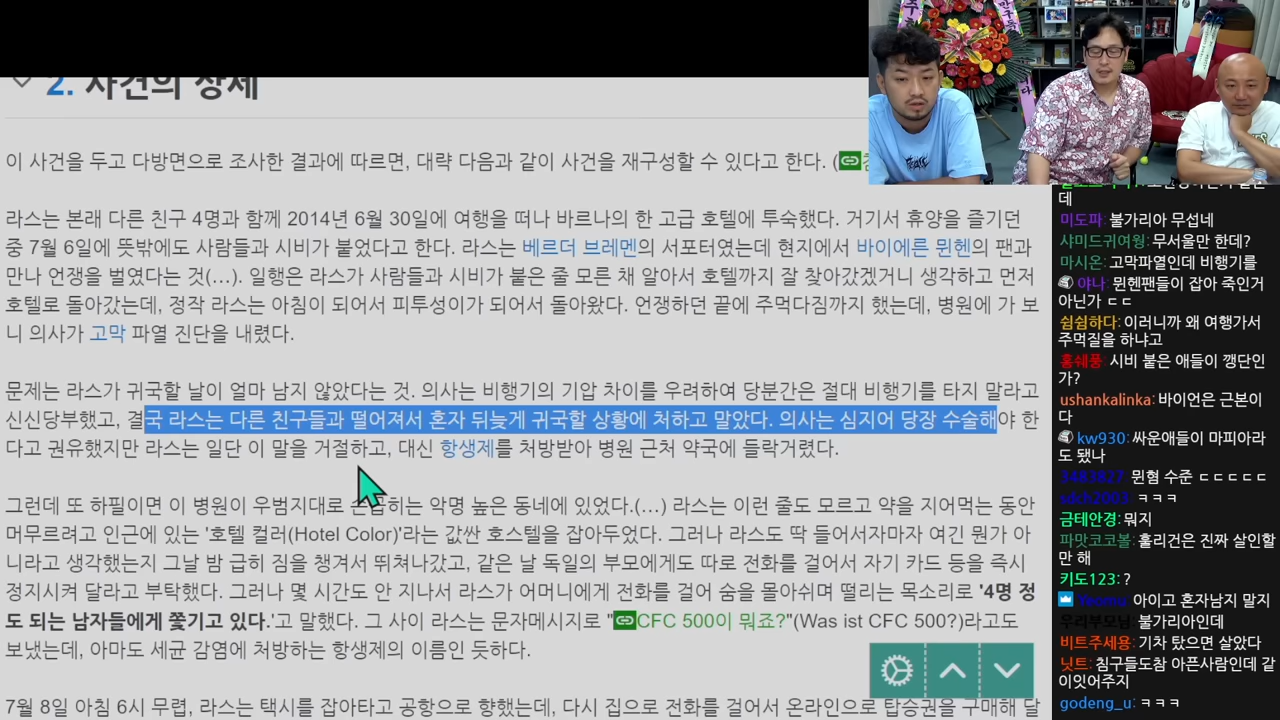 2. 사건의 상세
이 사건을 두고 다방면으로 조사한 결과에 따르면, 대략 다음과 같이 사건을 재구성할 수 있다고 한다. (
라스는 본래 다른 친구 4명과 함께 2014년 6월 30일에 여행을 떠나 바르나의 한 고급 호텔에 투숙했다. 거기서 휴양을 즐기던
중 7월 6일에 뜻밖에도 사람들과 시비가 붙었다고 한다. 라스는 베르더 브레멘의 서포터였는데 현지에서 바이에른 뮌헨의 팬과
만나 언쟁을 벌였다는 것(…). 일행은 라스가 사람들과 시비가 붙은 줄 모른 채 알아서 호텔까지 잘 찾아갔겠거니 생각하고 먼저
호텔로 돌아갔는데, 정작 라스는 아침이 되어서 피투성이가 되어서 돌아왔다. 언쟁하던 끝에 주먹다짐까지 했는데, 병원에 가 보
니 의사가 고막 파열 진단을 내렸다.
문제는 라스가 귀국할 날이 얼마 남지 않았다는 것. 의사는 비행기의 기압 차이를 우려하여 당분간은 절대 비행기를 타지 말라고
신신당부했고, 결국 라스는 다른 친구들과 떨어져서 혼자 뒤늦게 귀국할 상황에 처하고 말았다. 의사는 심지어 당장 수술해야 한
다고 권유했지만 라스는 일단 이 말을 거절하고, 대신 항생제를 처방받아 병원 근처 약국에 들락거렸다.
그런데 또 하필이면 이 병원이 우범지대로 손꼽히는 악명 높은 동네에 있었다.(…) 라스는 이런 줄도 모르고 약을 지어먹는 동안
머무르려고 인근에 있는 '호텔 컬러(Hotel Color)'라는 값싼 호스텔을 잡아두었다. 그러나 라스도 딱 들어서자마자 여긴 뭔가 아
니라고 생각했는지 그날 밤 급히 짐을 챙겨서 뛰쳐나갔고, 같은 날 독일의 부모에게도 따로 전화를 걸어서 자기 카드 등을 즉시
정지시켜 달라고 부탁했다. 그러나 몇 시간도 안 지나서 라스가 어머니에게 전화를 걸어 숨을 몰아쉬며 떨리는 목소리로 '4명 정
도 되는 남자들에게 쫓기고 있다.'고 말했다. 그 사이 라스는 문자메시지로 "CFC 500이 뭐죠?"(Was ist CFC 500?)라고도
보냈는데, 아마도 세균 감염에 처방하는 항생제의 이름인 듯하다.
7월 8일 아침 6시 무렵, 라스는 택시를 잡아타고 공항으로 향했는데, 다시 집으로 전화를 걸어서 온라인으로 탑승권을 구매해 달
데
미도파: 불가리아 무섭네
샤미드귀여웡: 무서울만 한데?
마시온: 고막파열인데 비행기를
야나: 뮌헨팬들이 잡아 죽인거
아닌가 ㄷㄷ
쉼쉼하다: 이러니까 왜 여행가서
주먹질을 하냐고
홍쉐풍: 시비 붙은 애들이 깽단인
가?
ushankalinka: 바이언은 근본이
다
kw930: 싸운애들이 마피아라
도 됐나
3483827: 뮌헙 수준 ㄷㄷㄷㄷㄷ
sdch2003: ㅋㅋㅋ
금테안경: 뭐지
파맛코코볼: 훌리건은 진짜 살인할
만 해
키도123: ?
Yeomu: 아이고 혼자남지 말지
우리부모님: 불가리아인데
비트주세용: 기차 탔으면 살았다
닛트: 침구들도참 아픈사람인데 같
이잇어주지
godeng_u: ㅋㅋㅋ